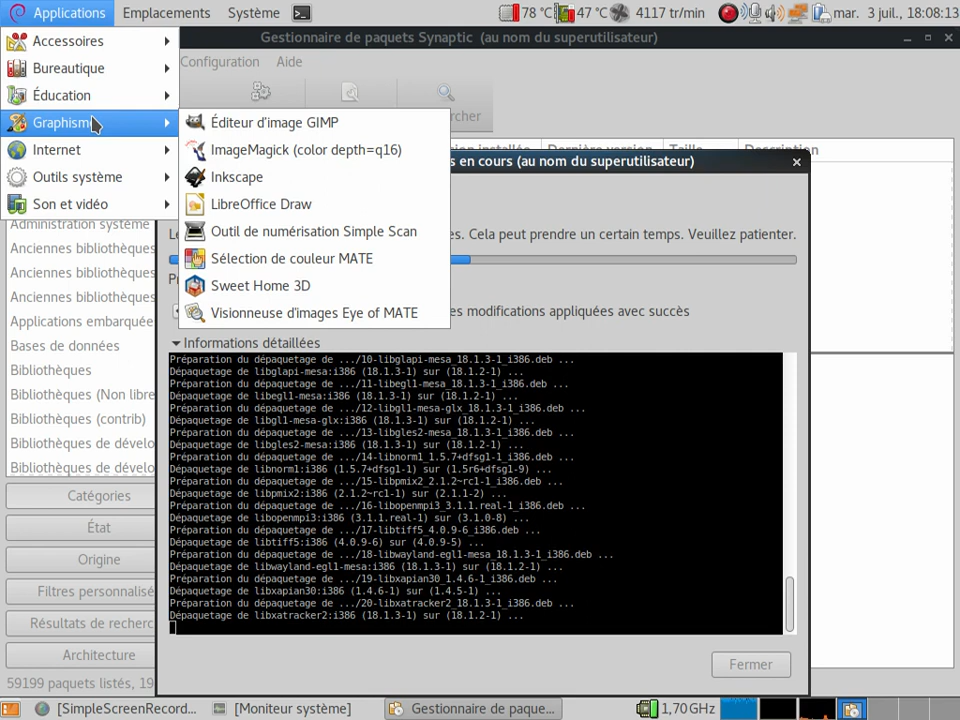 Applications Emplacements Système 78 °C 47 °C 4117 tr/min mar. 3 juil., 18:08:13
Gestionnaire de paquets Synaptic (au nom du superutilisateur)
Configuration Aide
Accessoires
Bureautique
Éducation
Graphisme
Internet
Outils système
Son et vidéo
Éditeur d'image GIMP
ImageMagick (color depth=q16)
Inkscape
LibreOffice Draw
Outil de numérisation Simple Scan
Sélection de couleur MATE
Sweet Home 3D
Visionneuse d'images Eye of MATE
Taille Description
s en cours (au nom du superutilisateur)
es. Cela peut prendre un certain temps. Veuillez patienter.
es modifications appliquées avec succès
Administration système
Anciennes bibliothèques
Anciennes bibliothèques
Anciennes bibliothèques
Applications embarquée
Bases de données
Bibliothèques
Bibliothèques (Non libre
Bibliothèques (contrib)
Bibliothèques de dévelo
Bibliothèques de dévelo
Catégories
État
Origine
Filtres personnalisé
Résultats de recherc
Architecture
59199 paquets listés, 19
Informations détaillées
Préparation du dépaquetage de .../10-libglapi-mesa_18.1.3-1_i386.deb ...
Dépaquetage de libglapi-mesa:i386 (18.1.3-1) sur (18.1.2-1) ...
Préparation du dépaquetage de .../11-libegl1-mesa_18.1.3-1_i386.deb ...
Dépaquetage de libegl1-mesa:i386 (18.1.3-1) sur (18.1.2-1) ...
Préparation du dépaquetage de .../12-libgl1-mesa-glx_18.1.3-1_i386.deb ...
Dépaquetage de libgl1-mesa-glx:i386 (18.1.3-1) sur (18.1.2-1) ...
Préparation du dépaquetage de .../13-libgles2-mesa_18.1.3-1_i386.deb ...
Dépaquetage de libgles2-mesa:i386 (18.1.3-1) sur (18.1.2-1) ...
Préparation du dépaquetage de .../14-libnorm1_1.5.7+dfsg1-1_i386.deb ...
Dépaquetage de libnorm1:i386 (1.5.7+dfsg1-1) sur (1.5r6+dfsg1-9) ...
Préparation du dépaquetage de .../15-libpmix2_2.1.2~rc1-1_i386.deb ...
Dépaquetage de libpmix2:i386 (2.1.2~rc1-1) sur (2.1.1-2) ...
Préparation du dépaquetage de .../16-libopenmpi3_3.1.1.real-1_i386.deb ...
Dépaquetage de libopenmpi3:i386 (3.1.1.real-1) sur (3.1.0-8) ...
Préparation du dépaquetage de .../17-libtiff5_4.0.9-6_i386.deb ...
Dépaquetage de libtiff5:i386 (4.0.9-6) sur (4.0.9-5) ...
Préparation du dépaquetage de .../18-libwayland-egl1-mesa_18.1.3-1_i386.deb ...
Dépaquetage de libwayland-egl1-mesa:i386 (18.1.3-1) sur (18.1.2-1) ...
Préparation du dépaquetage de .../19-libxapian30_1.4.6-1_i386.deb ...
Dépaquetage de libxapian30:i386 (1.4.6-1) sur (1.4.5-1) ...
Préparation du dépaquetage de .../20-libxatracker2_18.1.3-1_i386.deb ...
Dépaquetage de libxatracker2:i386 (18.1.3-1) sur (18.1.2-1) ...
Fermer
[SimpleScreenRecord... [Moniteur système] Gestionnaire de paque... 1,70 GHz